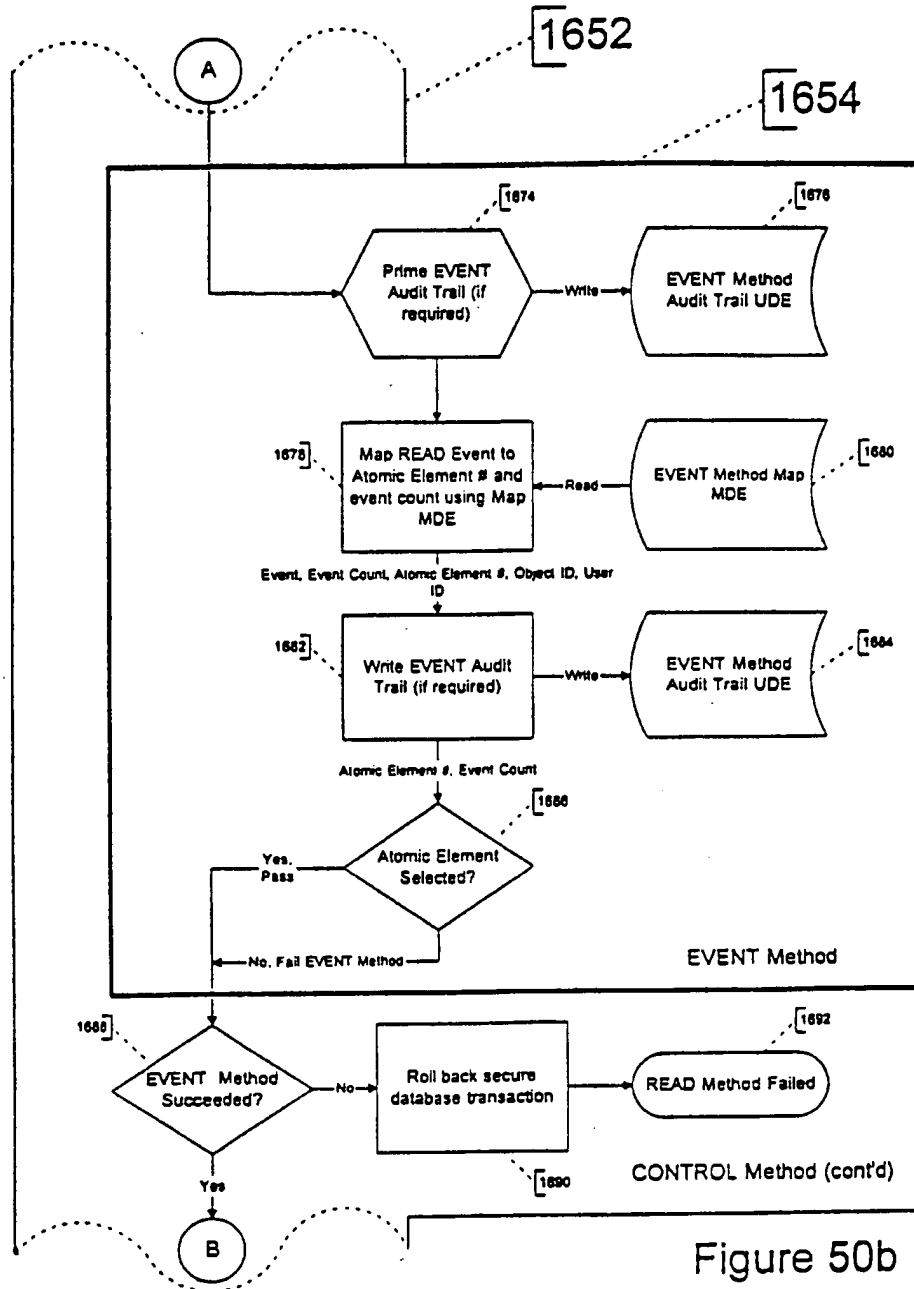 1652
A
1654
1674
1676
Prime EVENT
Audit Trail (if
required)
Write
EVENT Method
Audit Trail UDE
1678
Map READ Event to
Atomic Element # and
event count using Map
MDE
Read
EVENT Method Map
MDE
1680
Event, Event Count, Atomic Element #, Object ID, User
ID
1682
Write EVENT Audit
Trail (if required)
Write
EVENT Method
Audit Trail UDE
1684
Atomic Element #, Event Count
1686
Yes,
Pass
Atomic Element
Selected?
No, Fail EVENT Method
EVENT Method
1688
1692
EVENT Method
Succeeded?
No
Roll back secure
database transaction
READ Method Failed
Yes
1690
CONTROL Method (cont'd)
B
Figure 50b